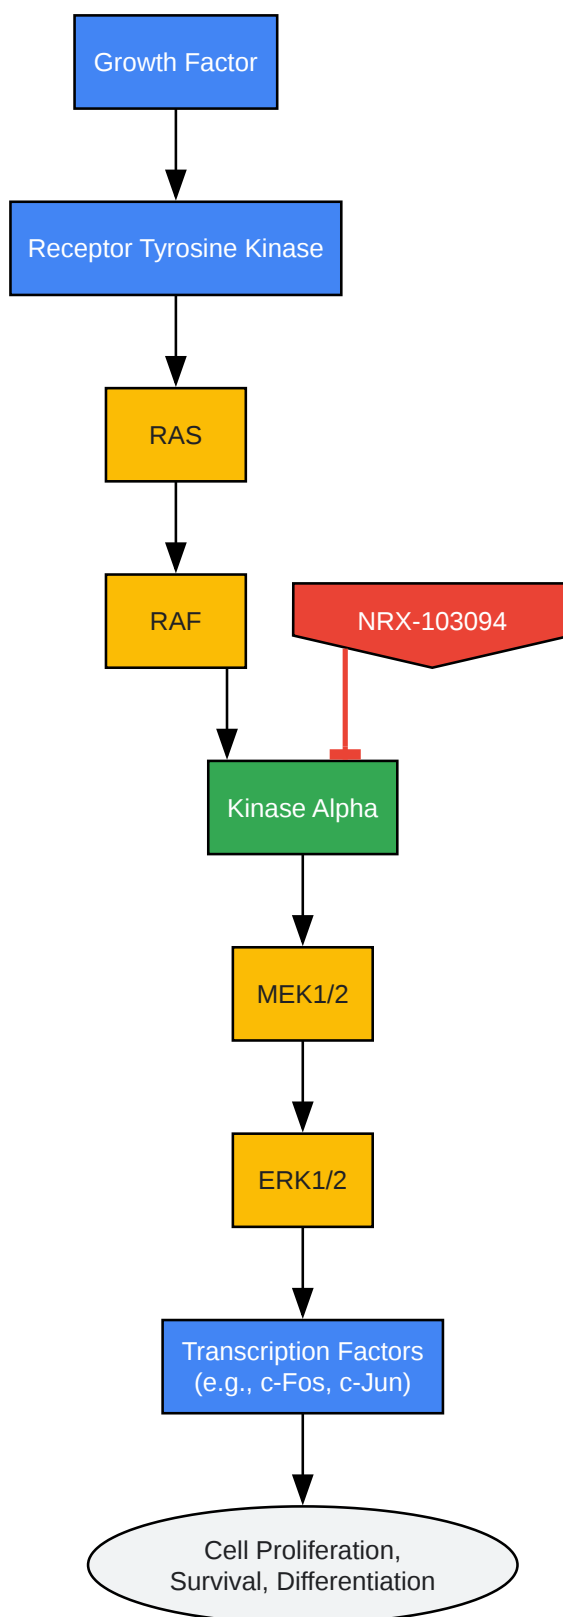 Growth Factor
Receptor Tyrosine Kinase
RAS
RAF
NRX-103094
Kinase Alpha
MEK1/2
ERK1/2
Transcription Factors
(e.g., c-Fos, c-Jun)
Cell Proliferation,
Survival, Differentiation